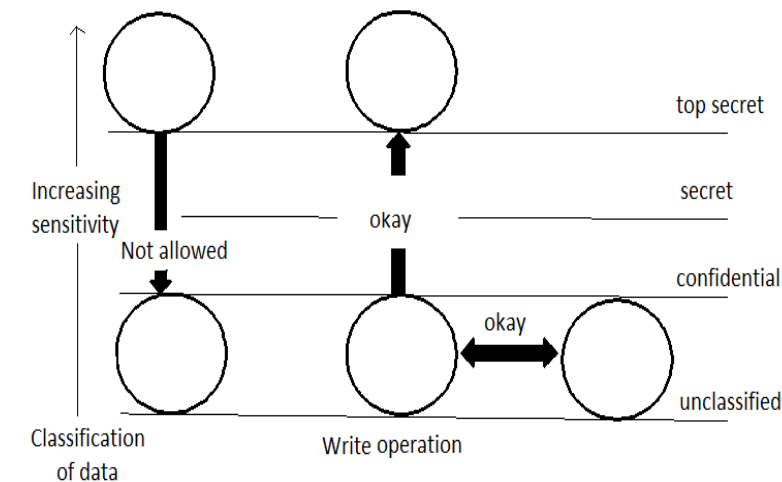 top secret
Increasing
sensitivity
secret
okay
Not allowed
confidential
okay
unclassified
Classification
of data
Write operation